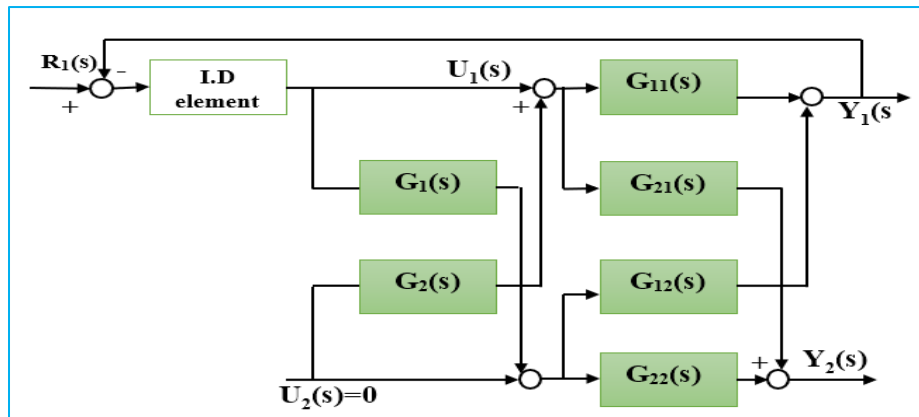 R₁(s)
-
+
I.D
element
U₁(s)
+
G₁₁(s)
Y₁(s
G₁(s)
G₂₁(s)
G₂(s)
G₁₂(s)
U₂(s)=0
G₂₂(s)
+
Y₂(s)